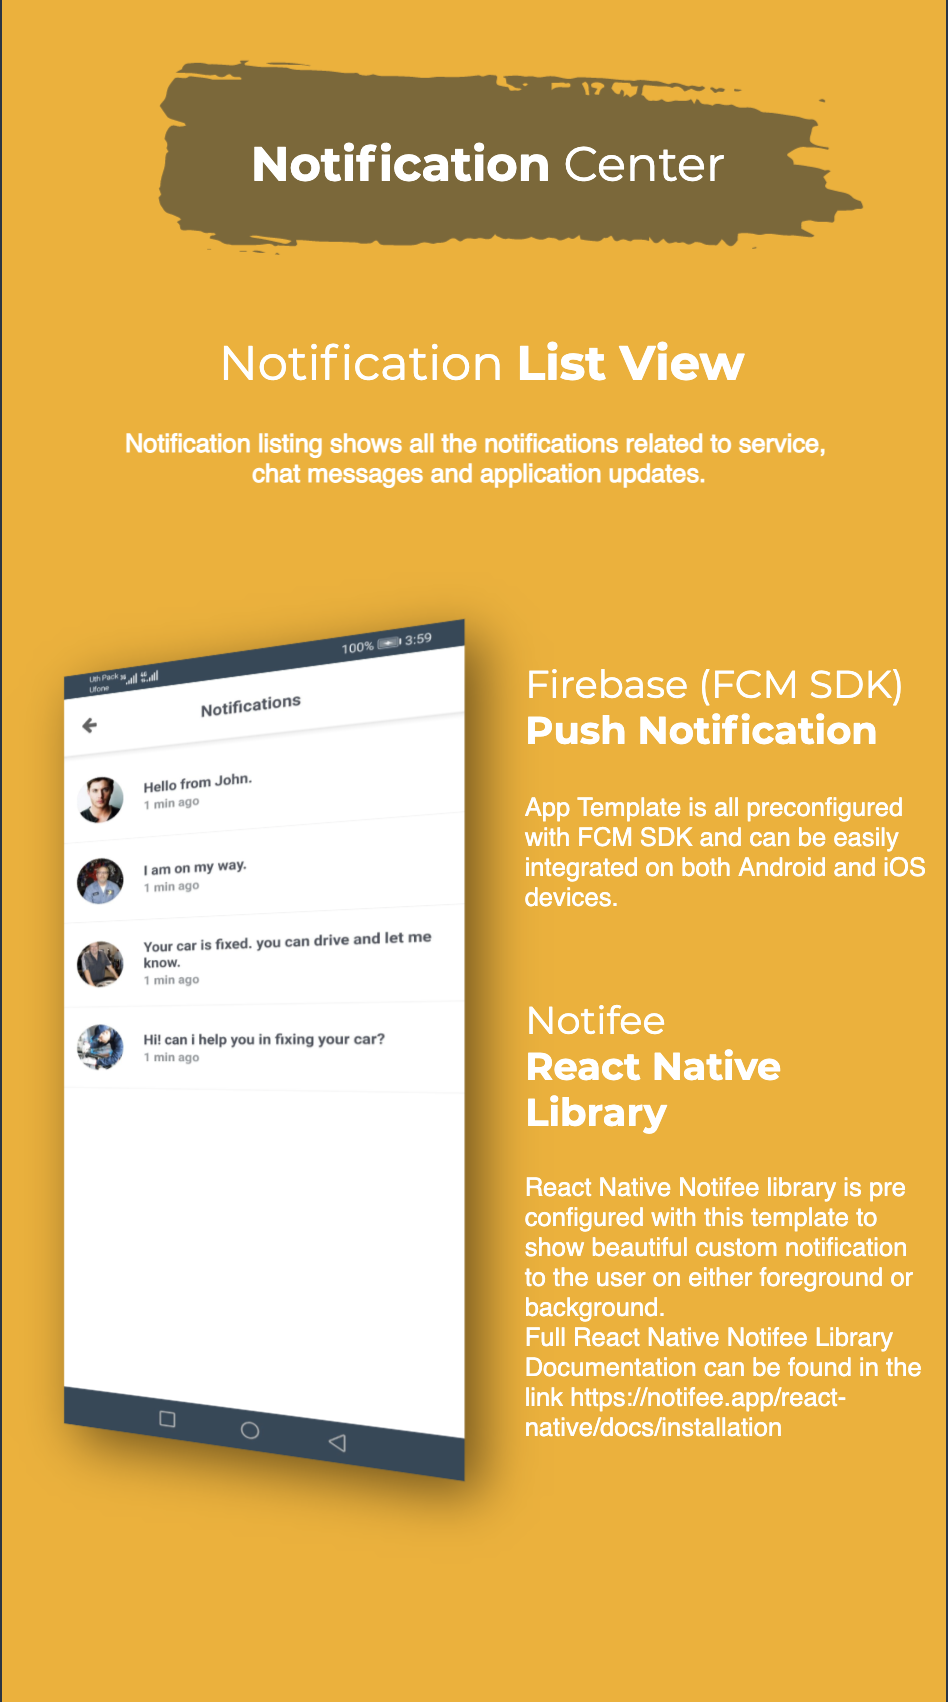 Notification Center
Notification List View
Notification listing shows all the notifications related to service,
chat messages and application updates.
Uth Pack
Ufone
100% 3:59
Notifications
Hello from John.
1 min ago
I am on my way.
1 min ago
Your car is fixed. you can drive and let me
know.
1 min ago
Hi! can i help you in fixing your car?
1 min ago
Firebase (FCM SDK)
Push Notification
App Template is all preconfigured
with FCM SDK and can be easily
integrated on both Android and iOS
devices.
Notifee
React Native
Library
React Native Notifee library is pre
configured with this template to
show beautiful custom notification
to the user on either foreground or
background.
Full React Native Notifee Library
Documentation can be found in the
link https://notifee.app/react-
native/docs/installation